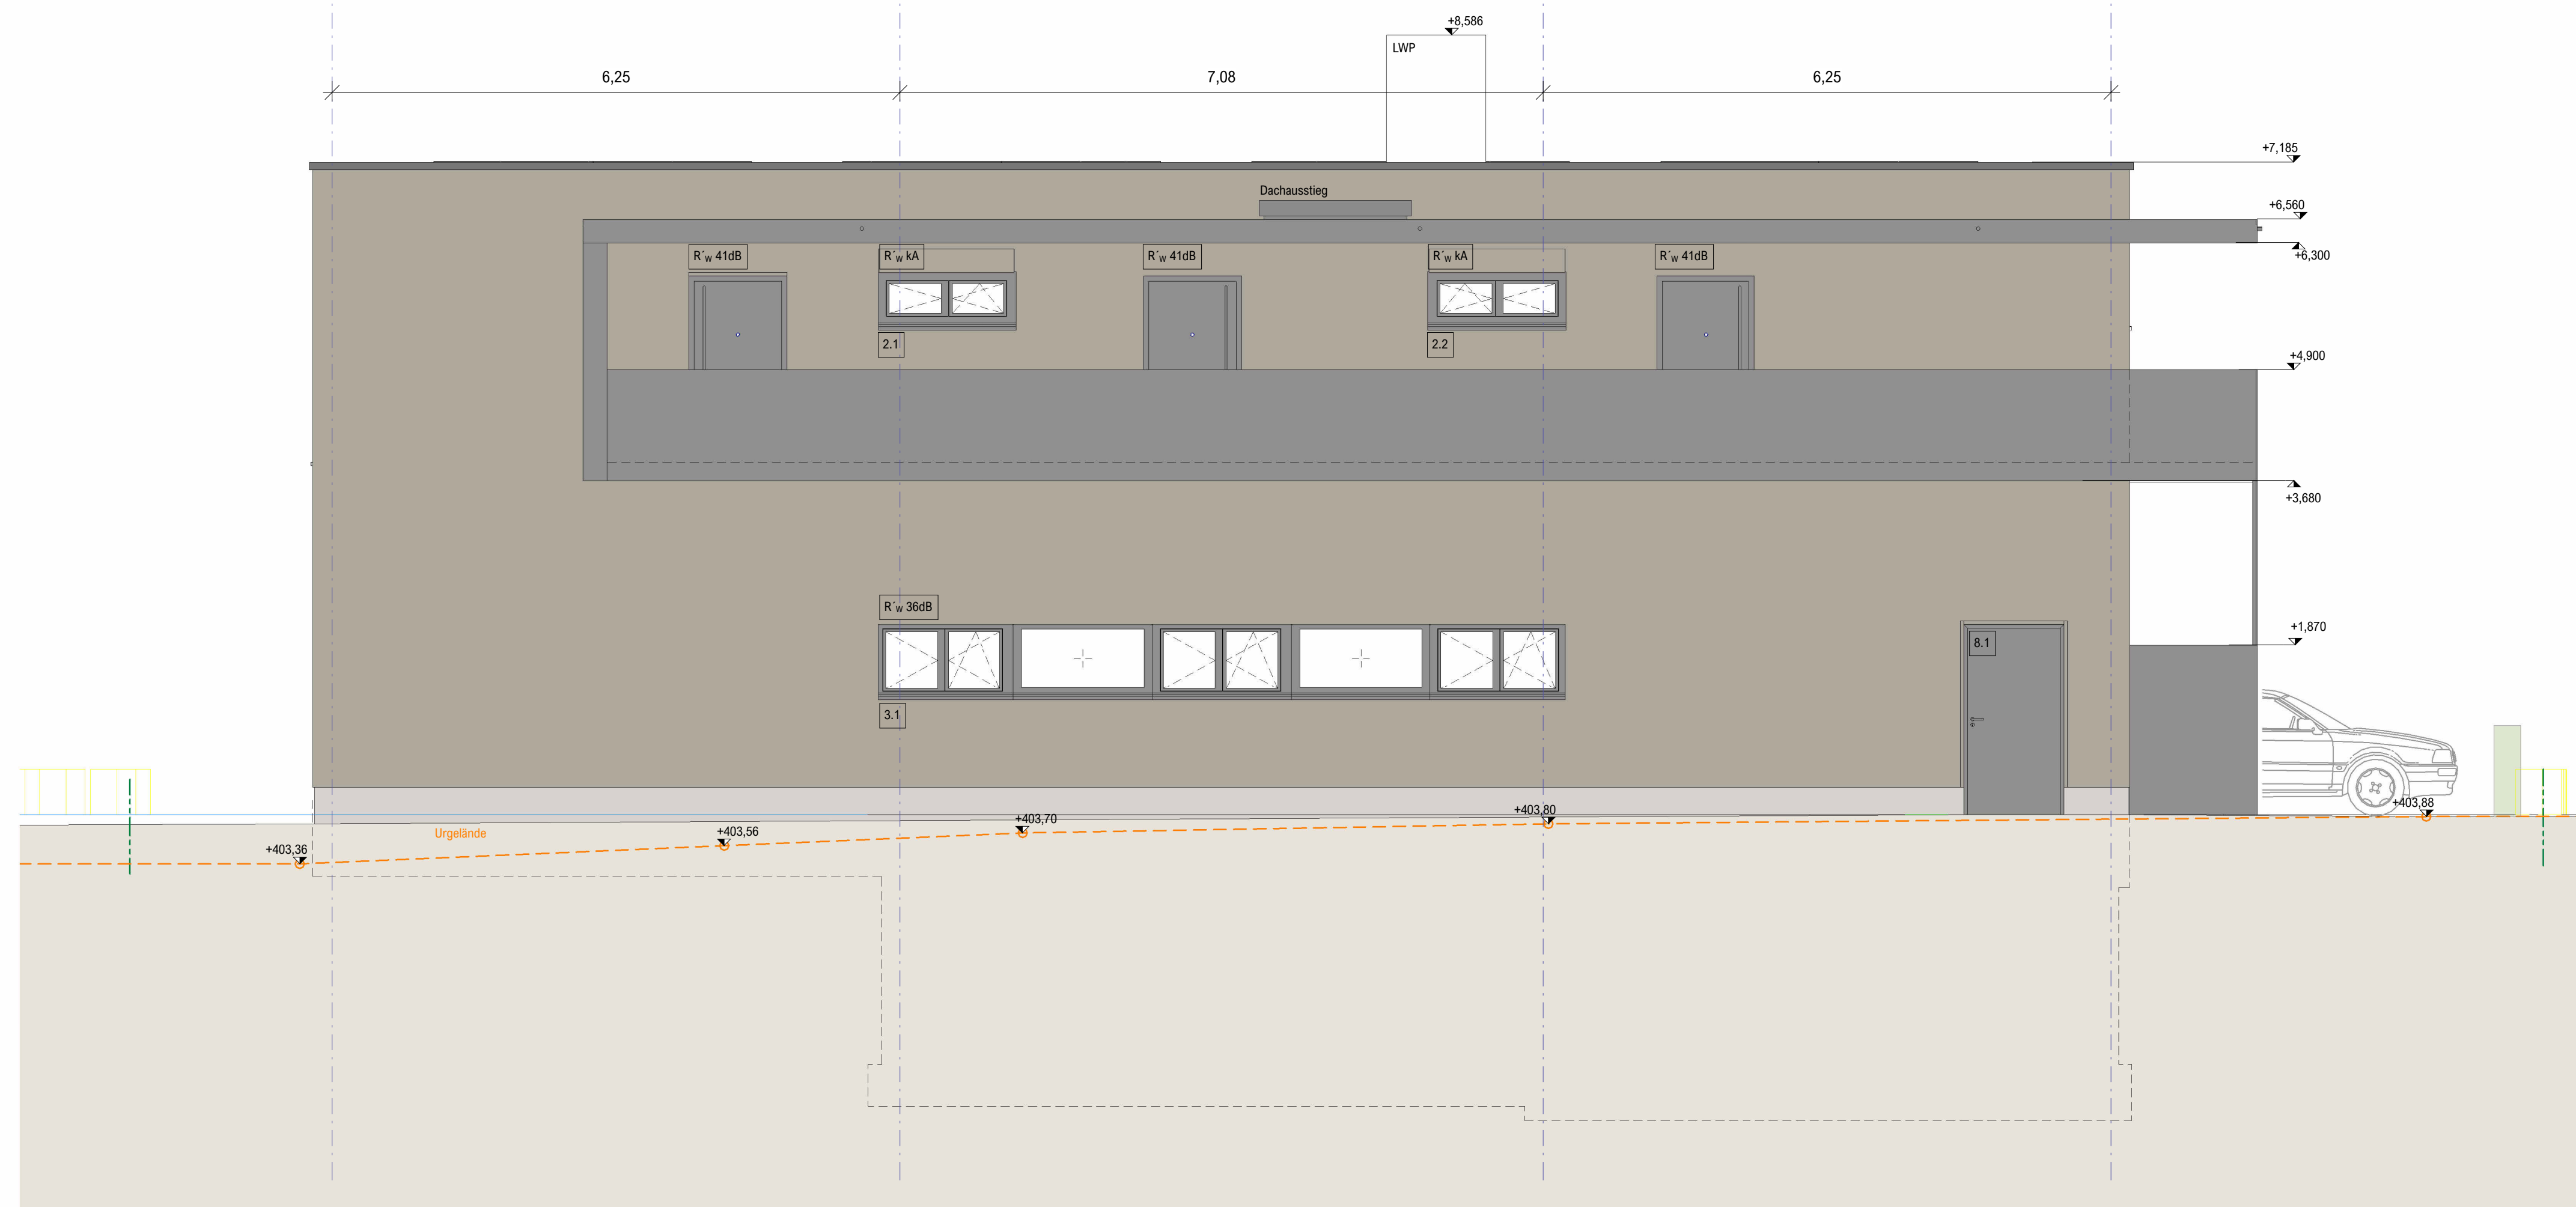 +8,586
LWP
6,25
7,08
6,25
+7,185
Dachausstieg
+6,560
R´W 41dB
R´W kA
R´W 41dB
R´W kA
R´W 41dB
+6,300
2.1
2.2
+4,900
+3,680
R´W 36dB
+1,870
8.1
3.1
+403,88
+403,80
+403,70
+403,56
Urgelände
+403,36